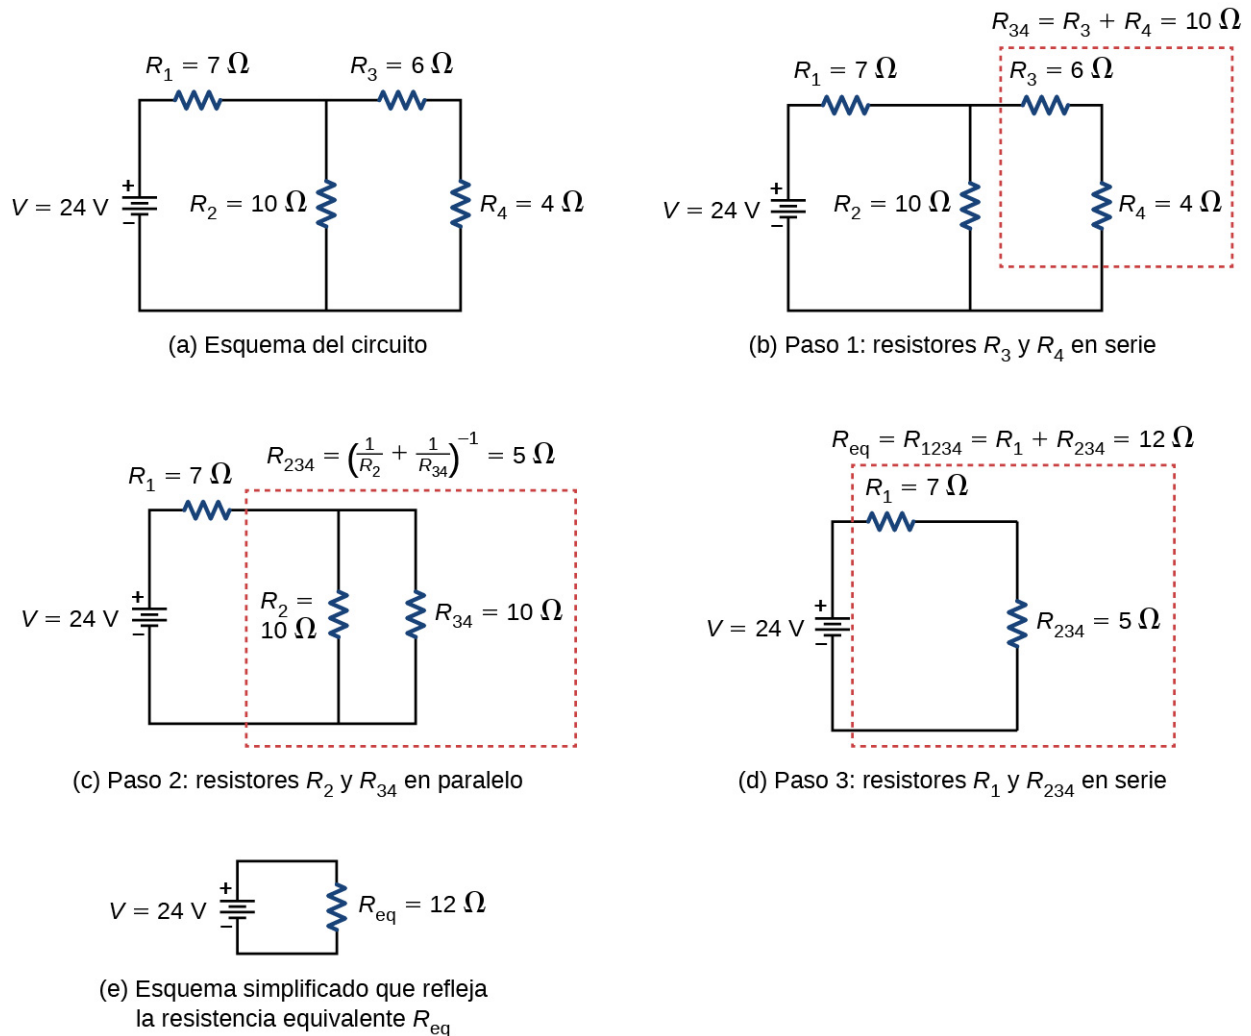 R1 = 7 Ω
R3 = 6 Ω
V = 24 V
+
–
R2 = 10 Ω
R4 = 4 Ω
(a) Esquema del circuito
R34 = R3 + R4 = 10 Ω
R1 = 7 Ω
R3 = 6 Ω
V = 24 V
+
–
R2 = 10 Ω
R4 = 4 Ω
(b) Paso 1: resistores R3 y R4 en serie
R234 = (1/R2 + 1/R34)^–1 = 5 Ω
R1 = 7 Ω
V = 24 V
+
–
R2 =
10 Ω
R34 = 10 Ω
(c) Paso 2: resistores R2 y R34 en paralelo
Req = R1234 = R1 + R234 = 12 Ω
R1 = 7 Ω
V = 24 V
+
–
R234 = 5 Ω
(d) Paso 3: resistores R1 y R234 en serie
V = 24 V
+
–
Req = 12 Ω
(e) Esquema simplificado que refleja
la resistencia equivalente Req